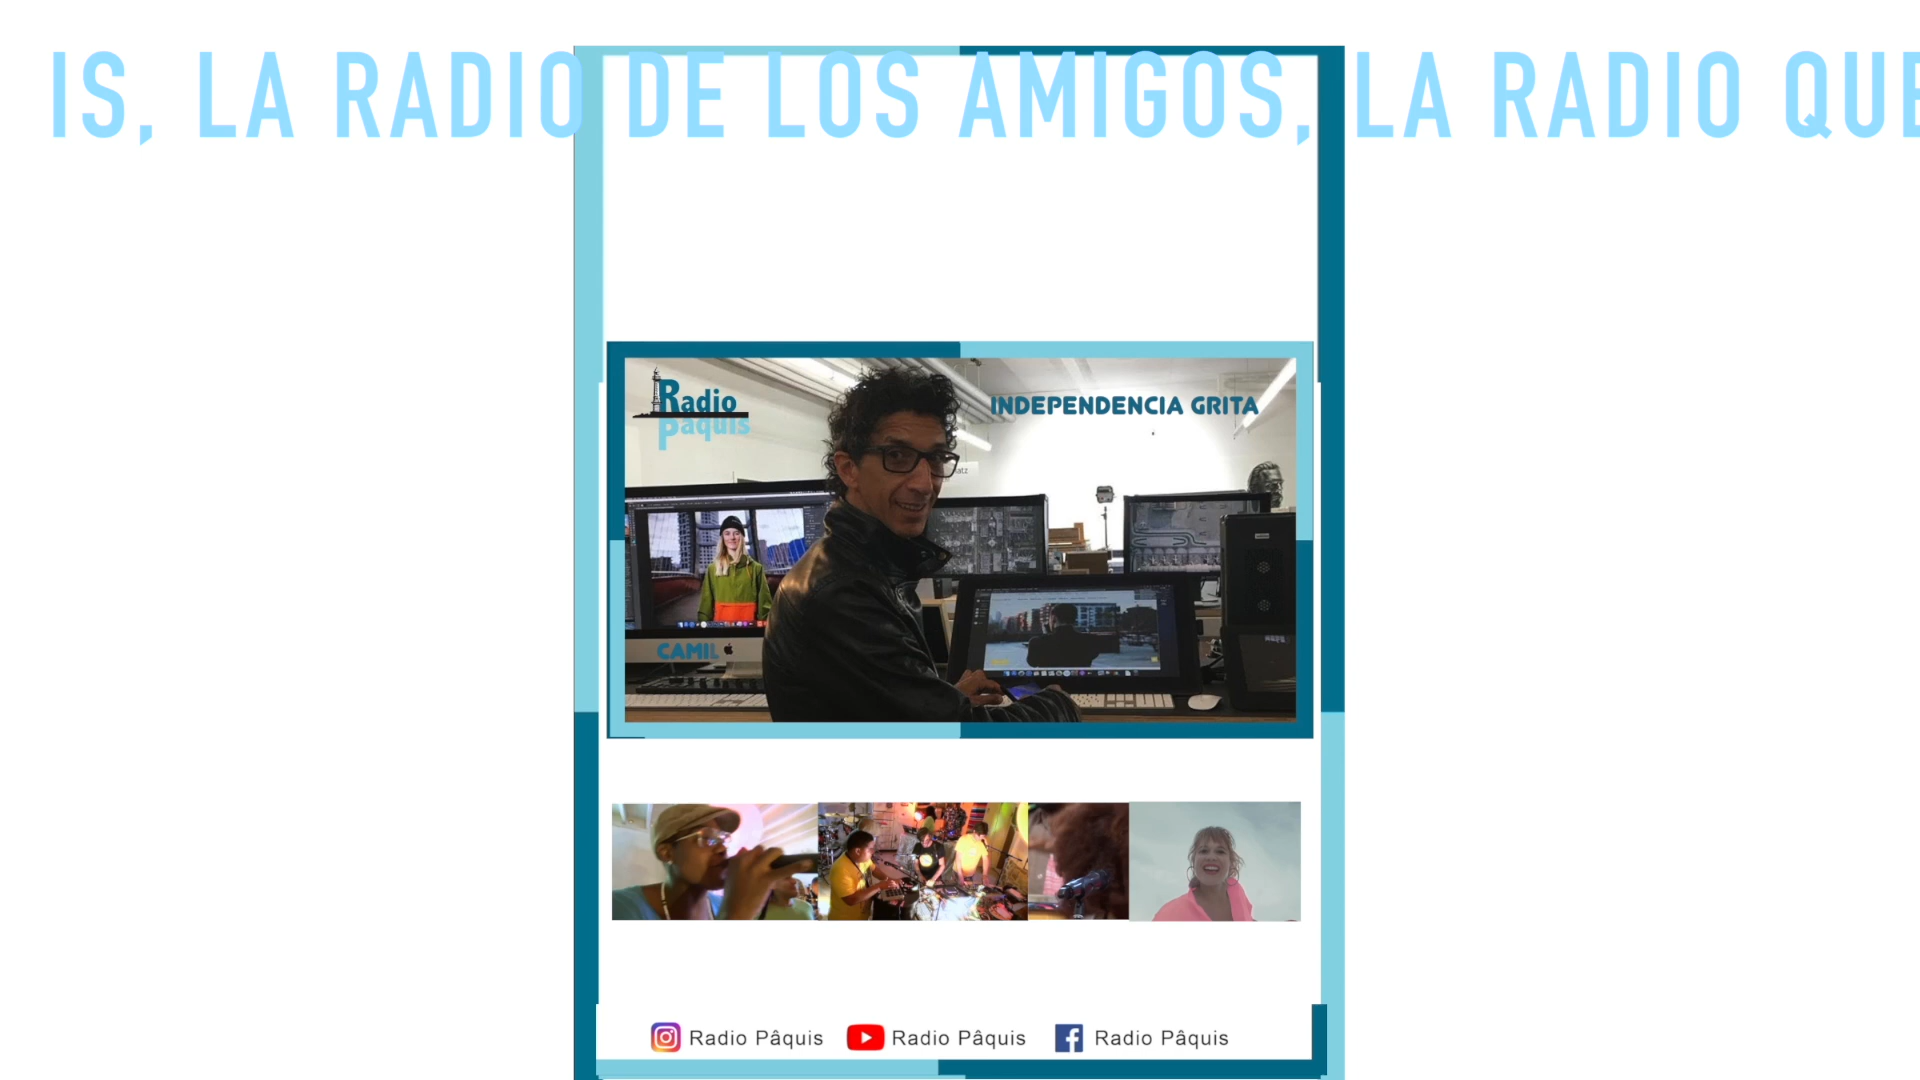 IS, LA RADIO DE LOS AMIGOS, LA RADIO QUE
Radio
Pâquis
INDEPENDENCIA GRITA
CAMIL
Radio Pâquis
Radio Pâquis
Radio Pâquis